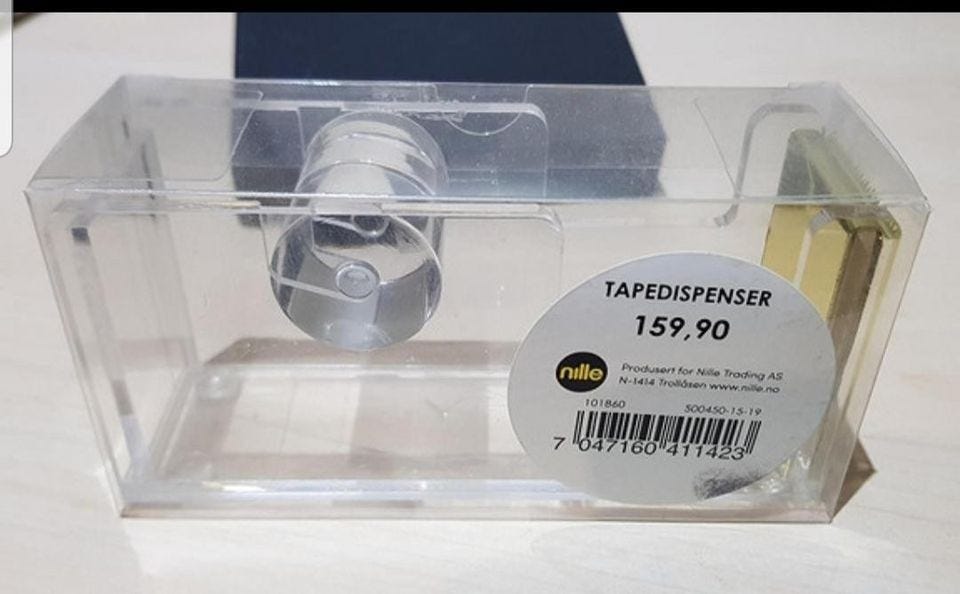 TAPEDISPENSER
159,90
nille
Produsert for Nille Trading AS
N-1414 Trollåsen www.nille.no
101860 500450-15-19
7 047160 411423